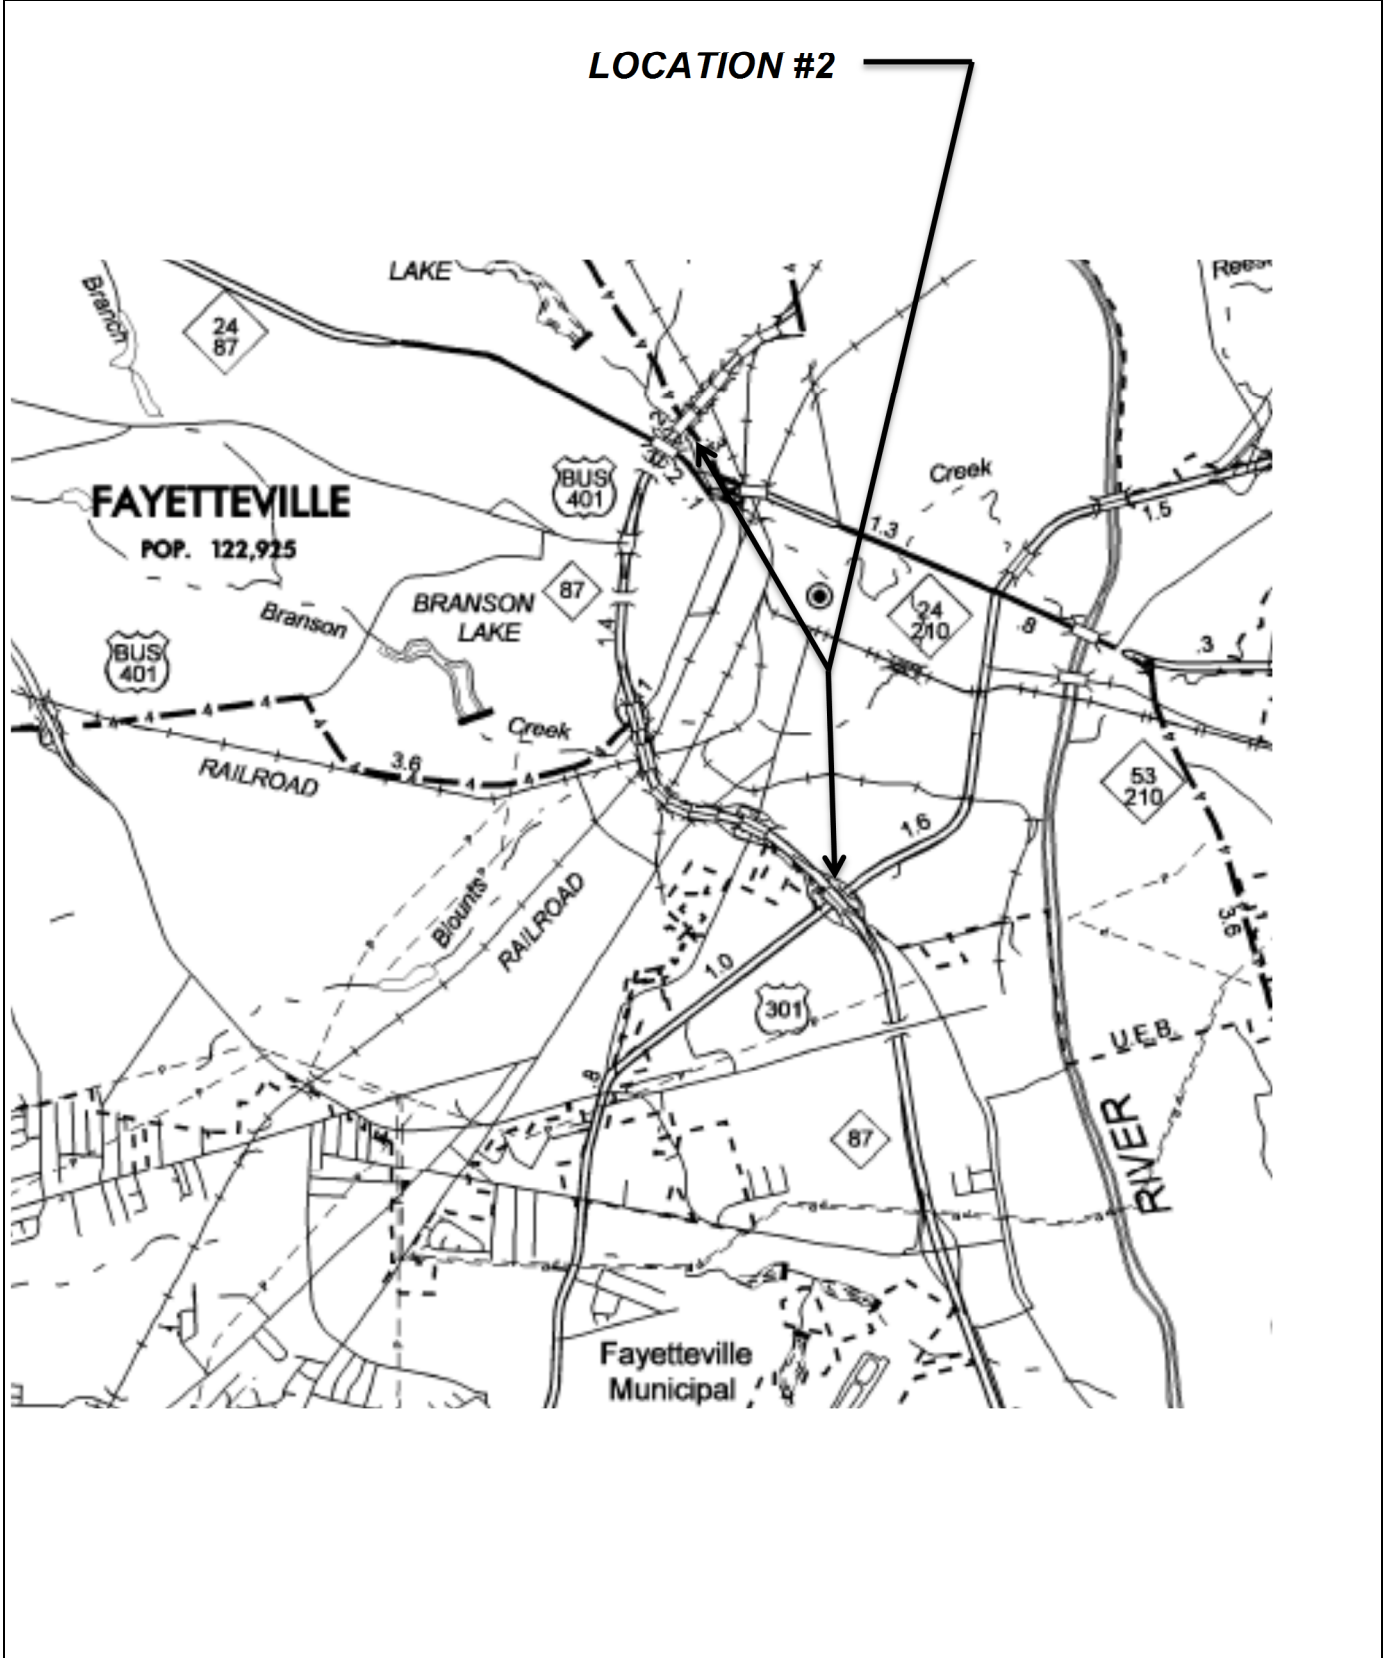 LOCATION #2
LAKE
Branch
24
87
BUS
401
Creek
1.3
1.5
FAYETTEVILLE
POP. 122,925
87
BRANSON
LAKE
Branson
24
210
.8
.3
1.4
BUS
401
Creek
3.6
RAILROAD
53
210
1.6
Blounts
RAILROAD
1.0
301
3.6
U.E.B.
.8
87
RIVER
Fayetteville
Municipal